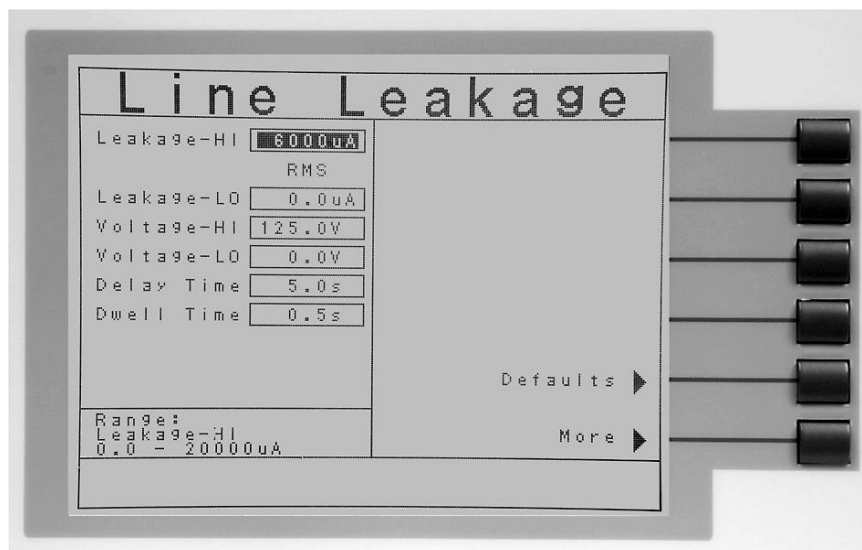 Line Leakage
Leakage-HI 6000uA
RMS
Leakage-LO 0.0uA
Voltage-HI 125.0V
Voltage-LO 0.0V
Delay Time 5.0s
Dwell Time 0.5s
Defaults
Range:
Leakage-HI
0.0 - 20000uA
More